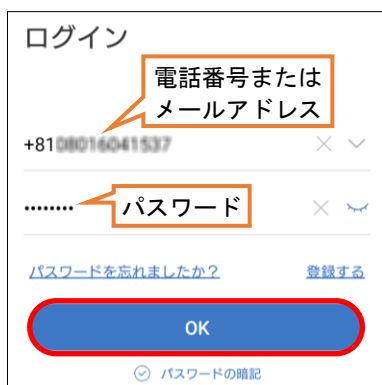 ログイン
電話番号または
メールアドレス
+81
••••••••
パスワード
パスワードを忘れましたか？
登録する
OK
パスワードの暗記